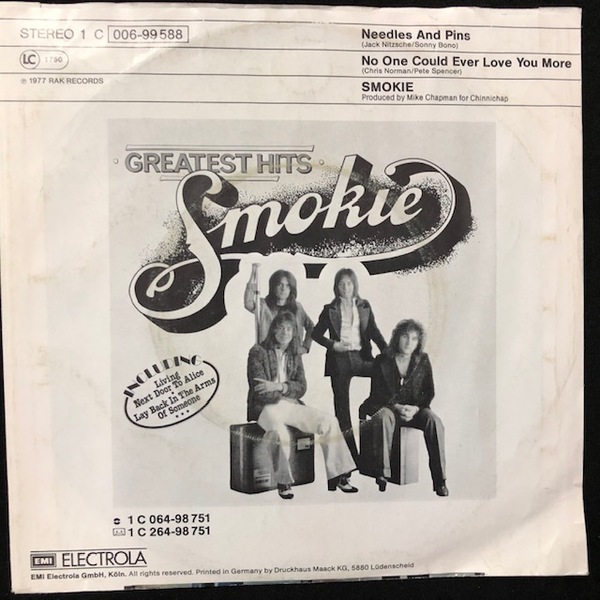 STEREO 1 C 006-99588
LC 1780
℗ 1977 RAK RECORDS
Needles And Pins
(Jack Nitzsche/Sonny Bono)
No One Could Ever Love You More
(Chris Norman/Pete Spencer)
SMOKIE
Produced by Mike Chapman for Chinnichap
GREATEST HITS
Smokie
INCLUDING
Living
Next Door To Alice
Lay Back In The Arms
Of Someone
...
1 C 064-98 751
1 C 264-98 751
EMI ELECTROLA
EMI Electrola GmbH, Köln. All rights reserved. Printed in Germany by Druckhaus Maack KG, 5880 Lüdenscheid